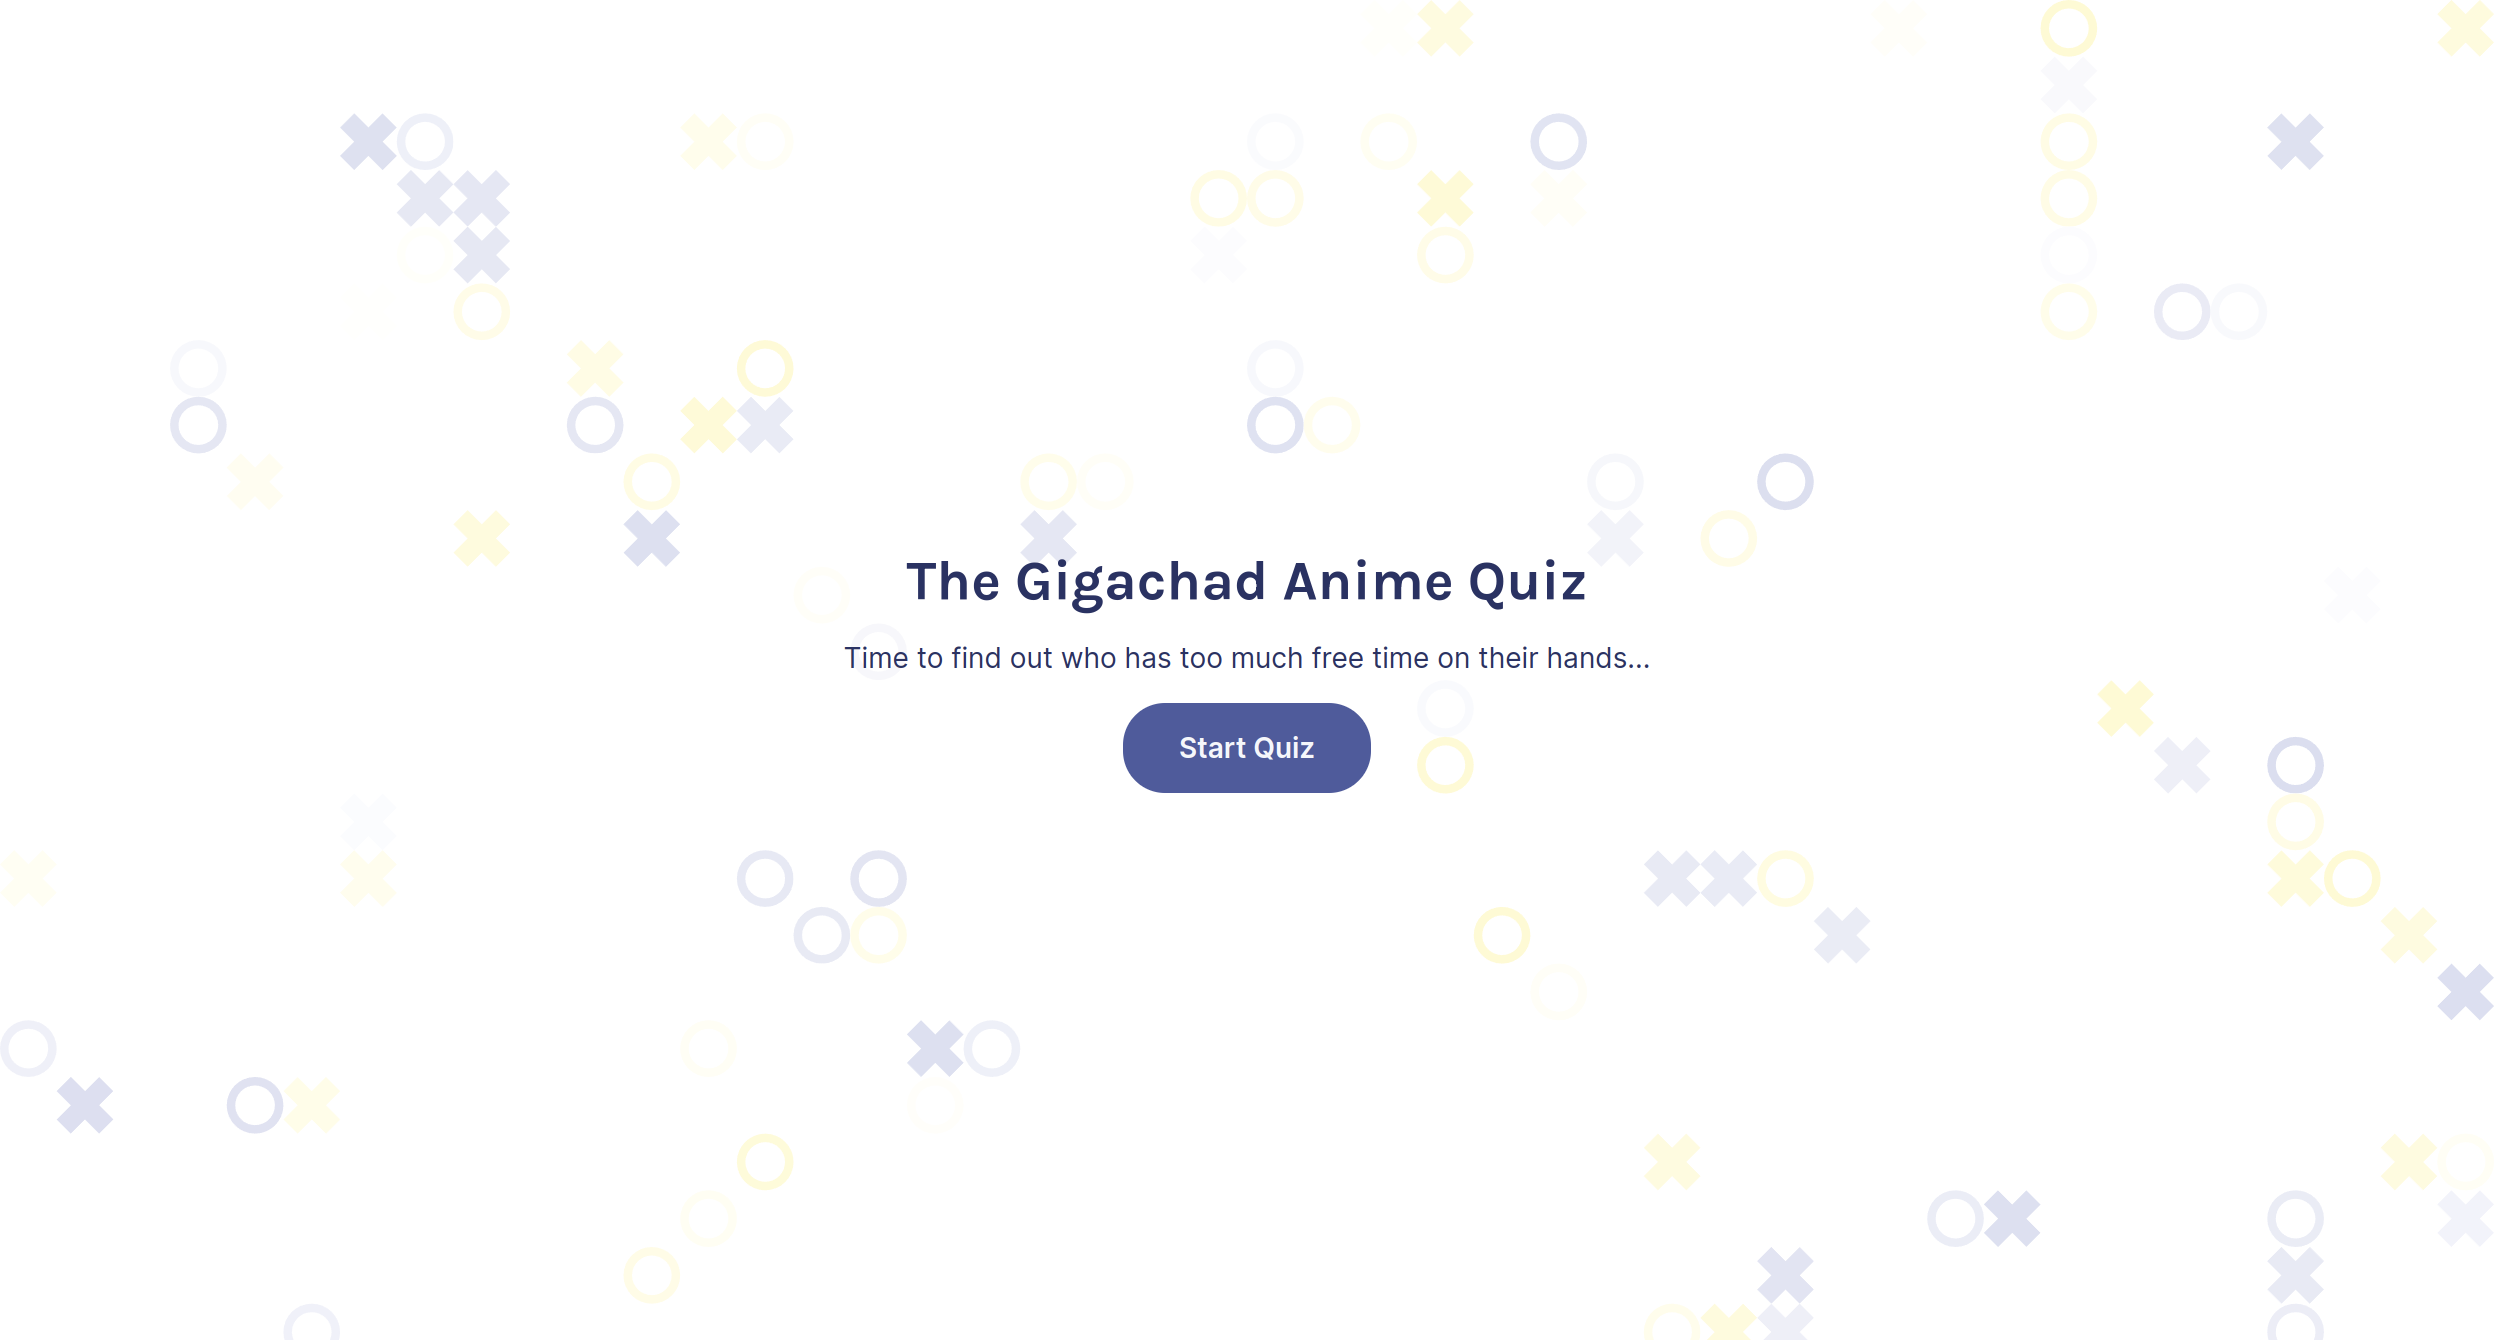 The Gigachad Anime Quiz
Time to find out who has too much free time on their hands...
Start Quiz